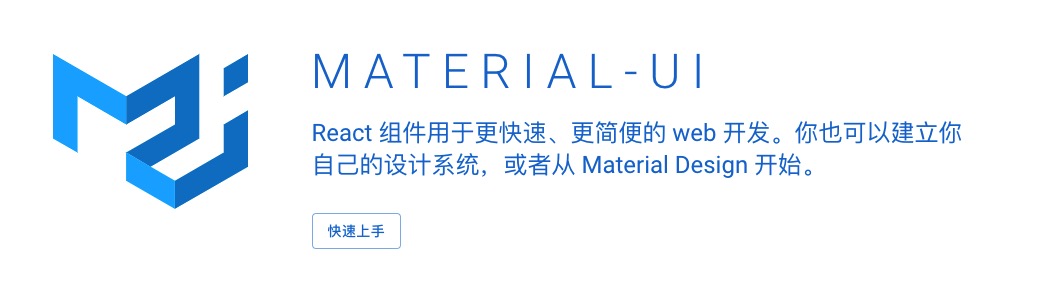 MATERIAL-UI
React 组件用于更快速、更简便的 web 开发。你也可以建立你
自己的设计系统，或者从 Material Design 开始。
快速上手